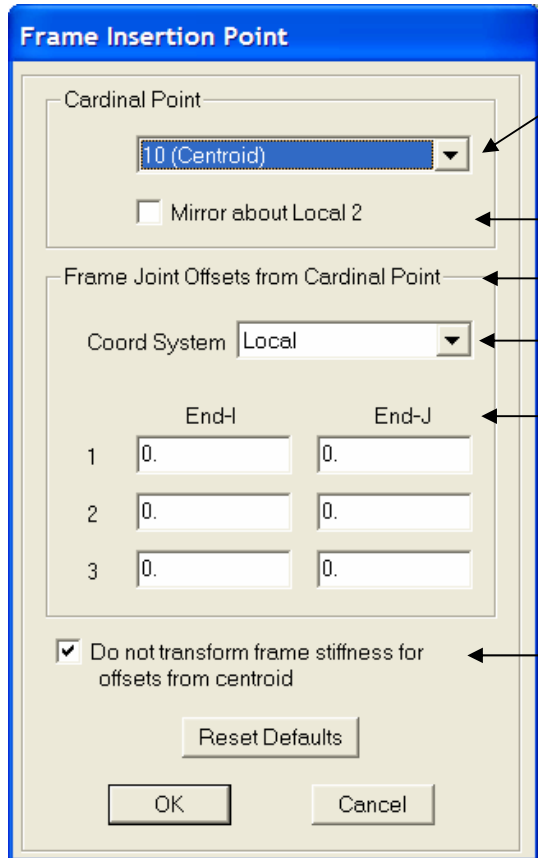 Frame Insertion Point
Cardinal Point
10 (Centroid)
Mirror about Local 2
Frame Joint Offsets from Cardinal Point
Coord System Local
End-I End-J
1 0. 0.
2 0. 0.
3 0. 0.
Do not transform frame stiffness for
offsets from centroid
Reset Defaults
OK Cancel